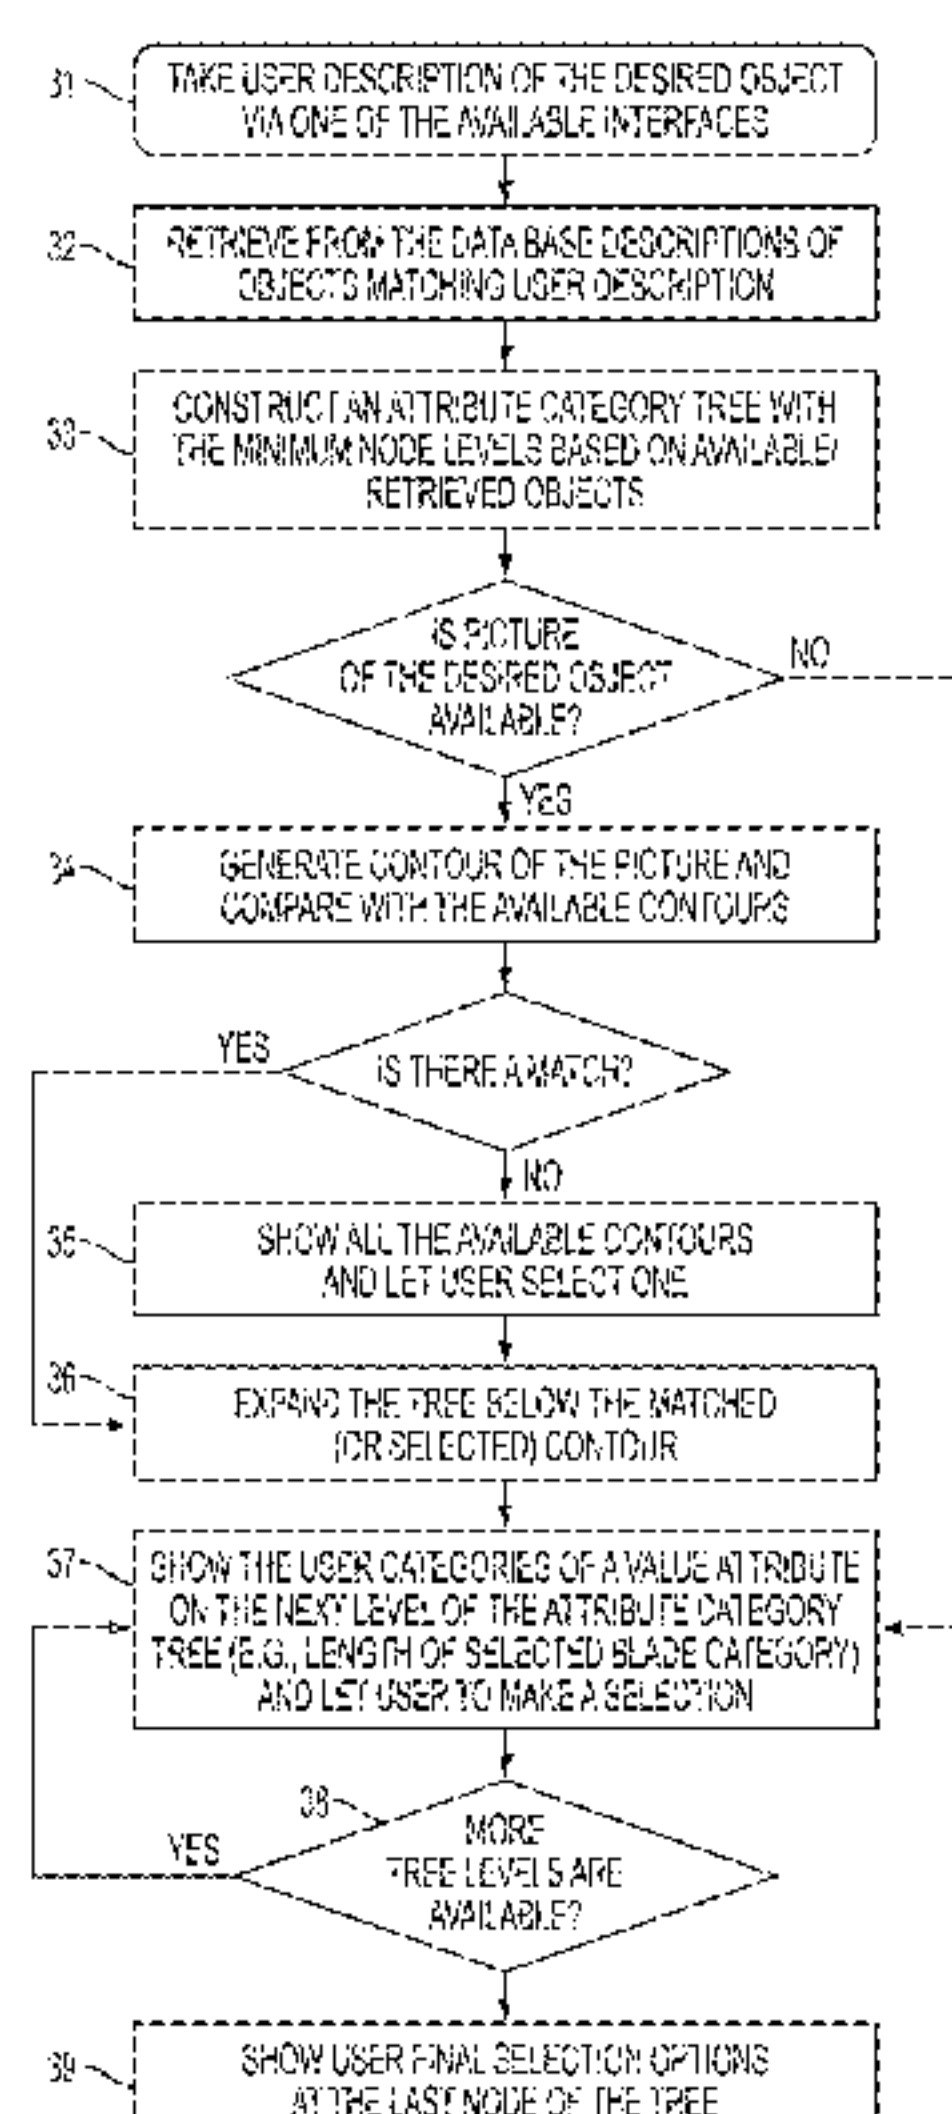 31
TAKE USER DESCRIPTION OF THE DESIRED OBJECT
VIA ONE OF THE AVAILABLE INTERFACES
32
RETRIEVE FROM THE DATA BASE DESCRIPTIONS OF
OBJECTS MATCHING USER DESCRIPTION
33
CONSTRUCT AN ATTRIBUTE CATEGORY TREE WITH
THE MINIMUM NODE LEVELS BASED ON AVAILABLE/
RETRIEVED OBJECTS
IS PICTURE
OF THE DESIRED OBJECT
AVAILABLE?
NO
YES
34
GENERATE CONTOUR OF THE PICTURE AND
COMPARE WITH THE AVAILABLE CONTOURS
YES
IS THERE A MATCH?
NO
35
SHOW ALL THE AVAILABLE CONTOURS
AND LET USER SELECT ONE
36
EXPAND THE TREE BELOW THE MATCHED
(OR SELECTED) CONTOUR
37
SHOW THE USER CATEGORIES OF A VALUE ATTRIBUTE
ON THE NEXT LEVEL OF THE ATTRIBUTE CATEGORY
TREE (E.G., LENGTH OF SELECTED BLADE CATEGORY)
AND LET USER TO MAKE A SELECTION
38
YES
MORE
TREE LEVELS ARE
AVAILABLE?
39
SHOW USER FINAL SELECTION OPTIONS
AT THE LAST NODE OF THE TREE